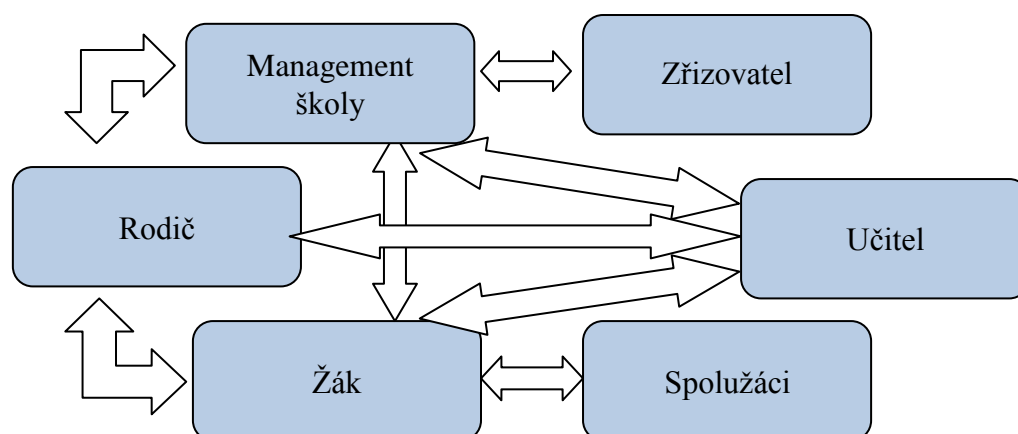 Management
školy
Zřizovatel
Rodič
Učitel
Žák
Spolužáci